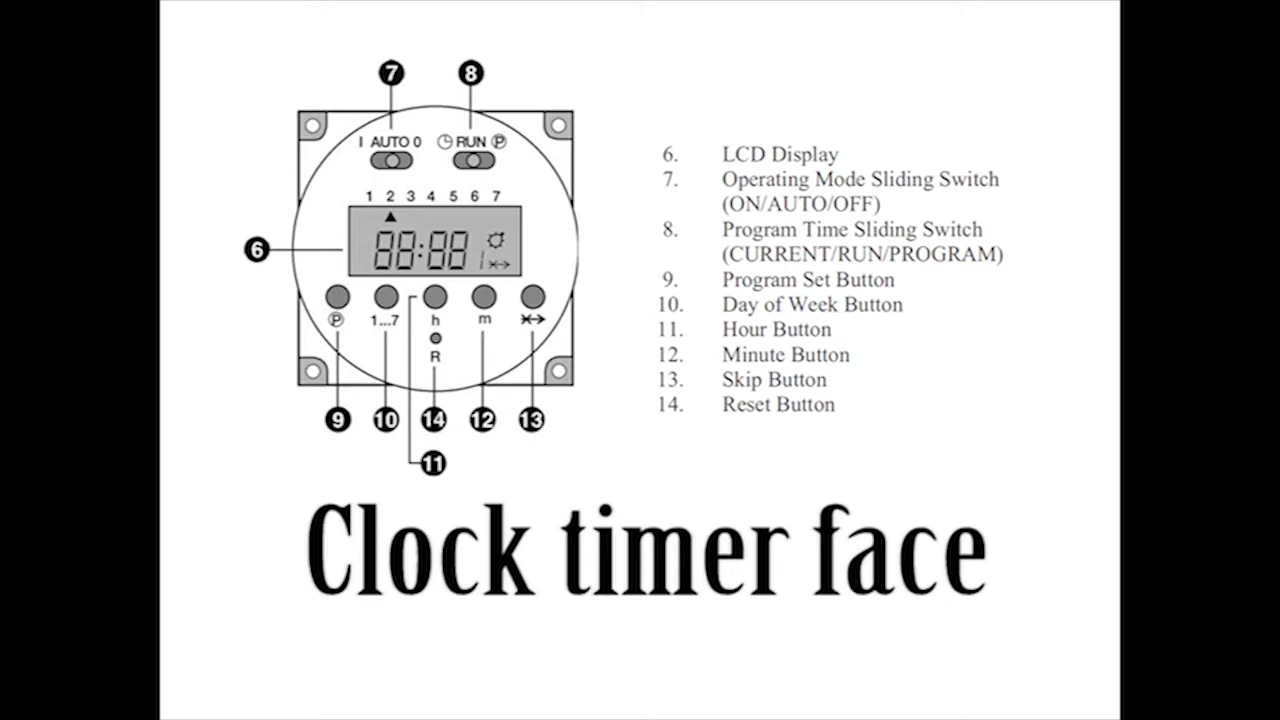 7 8
I AUTO 0 RUN P
1 2 3 4 5 6 7
88:88 1
6
P 1...7 h m
R
9 10 14 12 13
11
6. LCD Display
7. Operating Mode Sliding Switch
(ON/AUTO/OFF)
8. Program Time Sliding Switch
(CURRENT/RUN/PROGRAM)
9. Program Set Button
10. Day of Week Button
11. Hour Button
12. Minute Button
13. Skip Button
14. Reset Button
Clock timer face